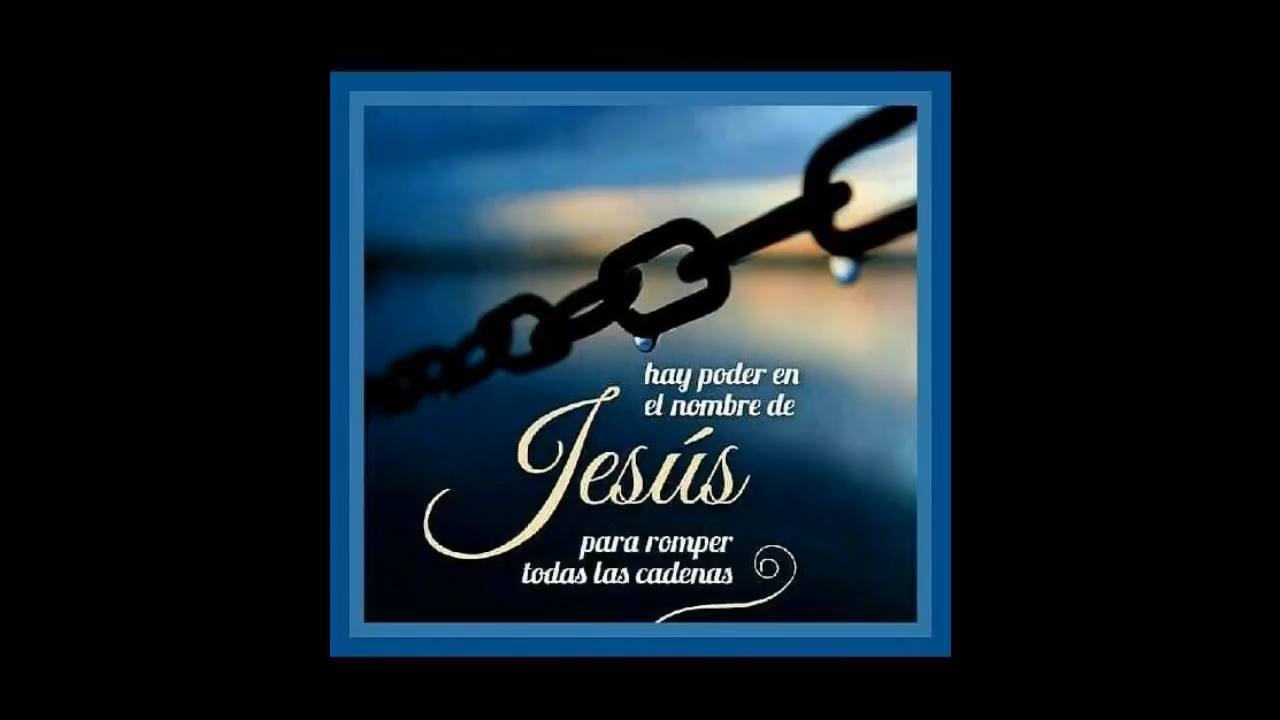 hay poder en
el nombre de
Jesús
para romper
todas las cadenas